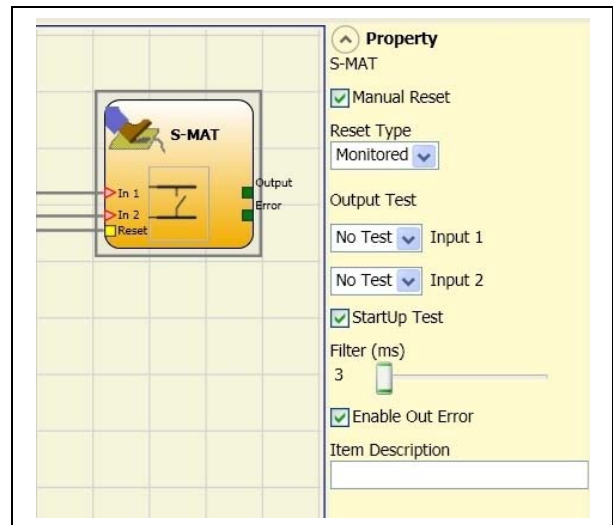 S-MAT
In 1
In 2
Reset
Output
Error
Property
S-MAT
Manual Reset
Reset Type
Monitored
Output Test
No Test Input 1
No Test Input 2
StartUp Test
Filter (ms)
3
Enable Out Error
Item Description